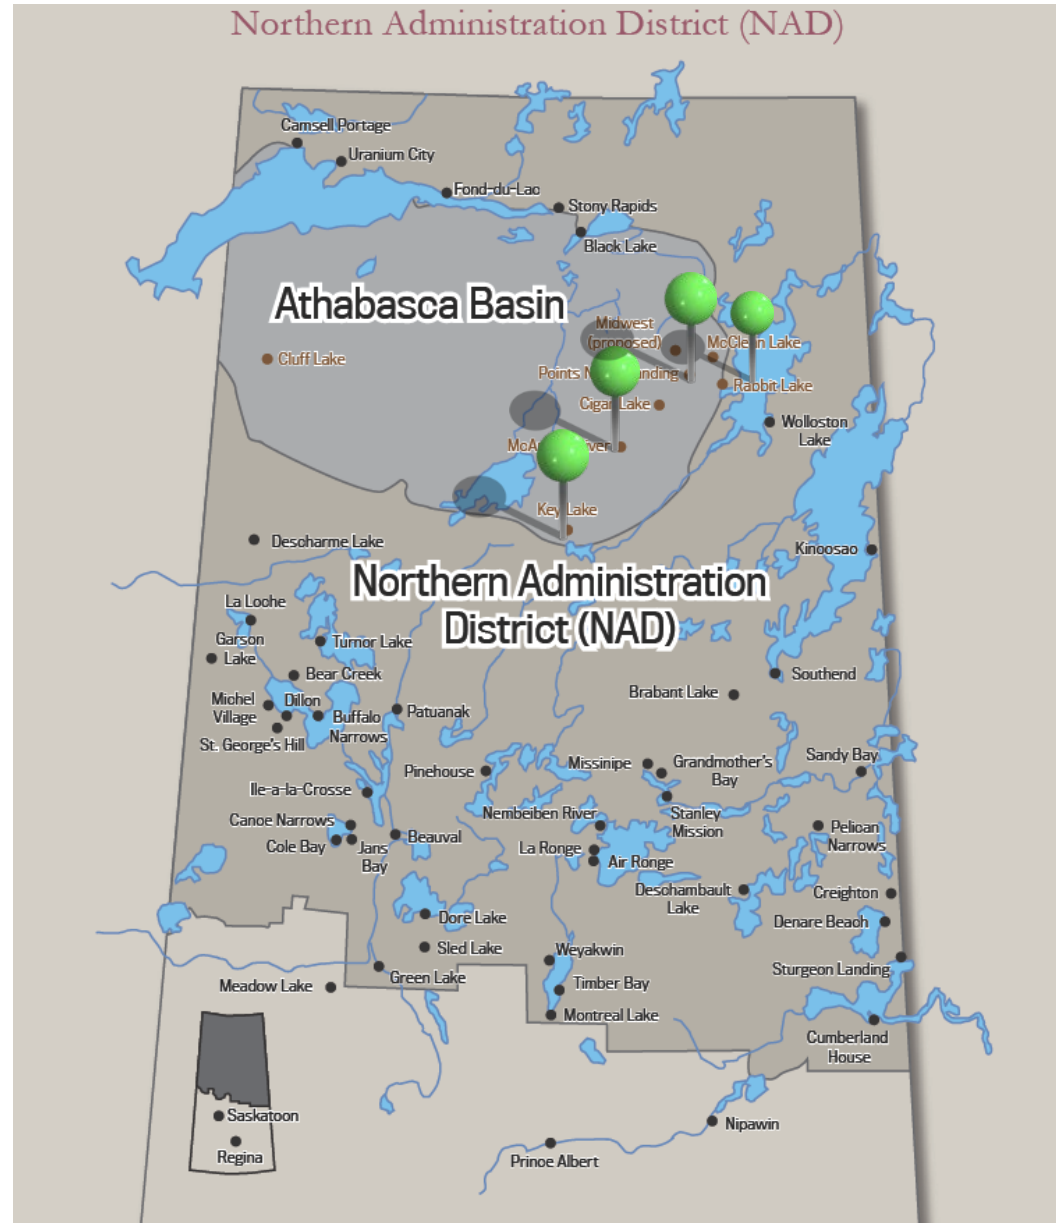 Northern Administration District (NAD)
Camsell Portage
Uranium City
Fond-du-Lac
Stony Rapids
Black Lake
Athabasca Basin
Midwest
(proposed)
McClean Lake
Cluff Lake
Points
Landing
Rabbit Lake
Cigar Lake
Wolloston
Lake
Key Lake
Descharme Lake
Kinoosao
Northern Administration
District (NAD)
La Loche
Garson
Lake
Turnor Lake
Bear Creek
Southend
Brabant Lake
Michel
Village
Dillon
Buffalo
Narrows
Patuanak
St. George's Hill
Missinipe
Grandmother's
Bay
Sandy Bay
Pinehouse
Ile-a-la-Crosse
Nembeiben River
Stanley
Mission
Canoe Narrows
Pelican
Narrows
Cole Bay
Jans
Bay
Beauval
La Ronge
Air Ronge
Deschambault
Lake
Creighton
Dore Lake
Denare Beach
Sled Lake
Weyakwin
Sturgeon Landing
Green Lake
Meadow Lake
Timber Bay
Montreal Lake
Cumberland
House
Saskatoon
Regina
Nipawin
Prince Albert